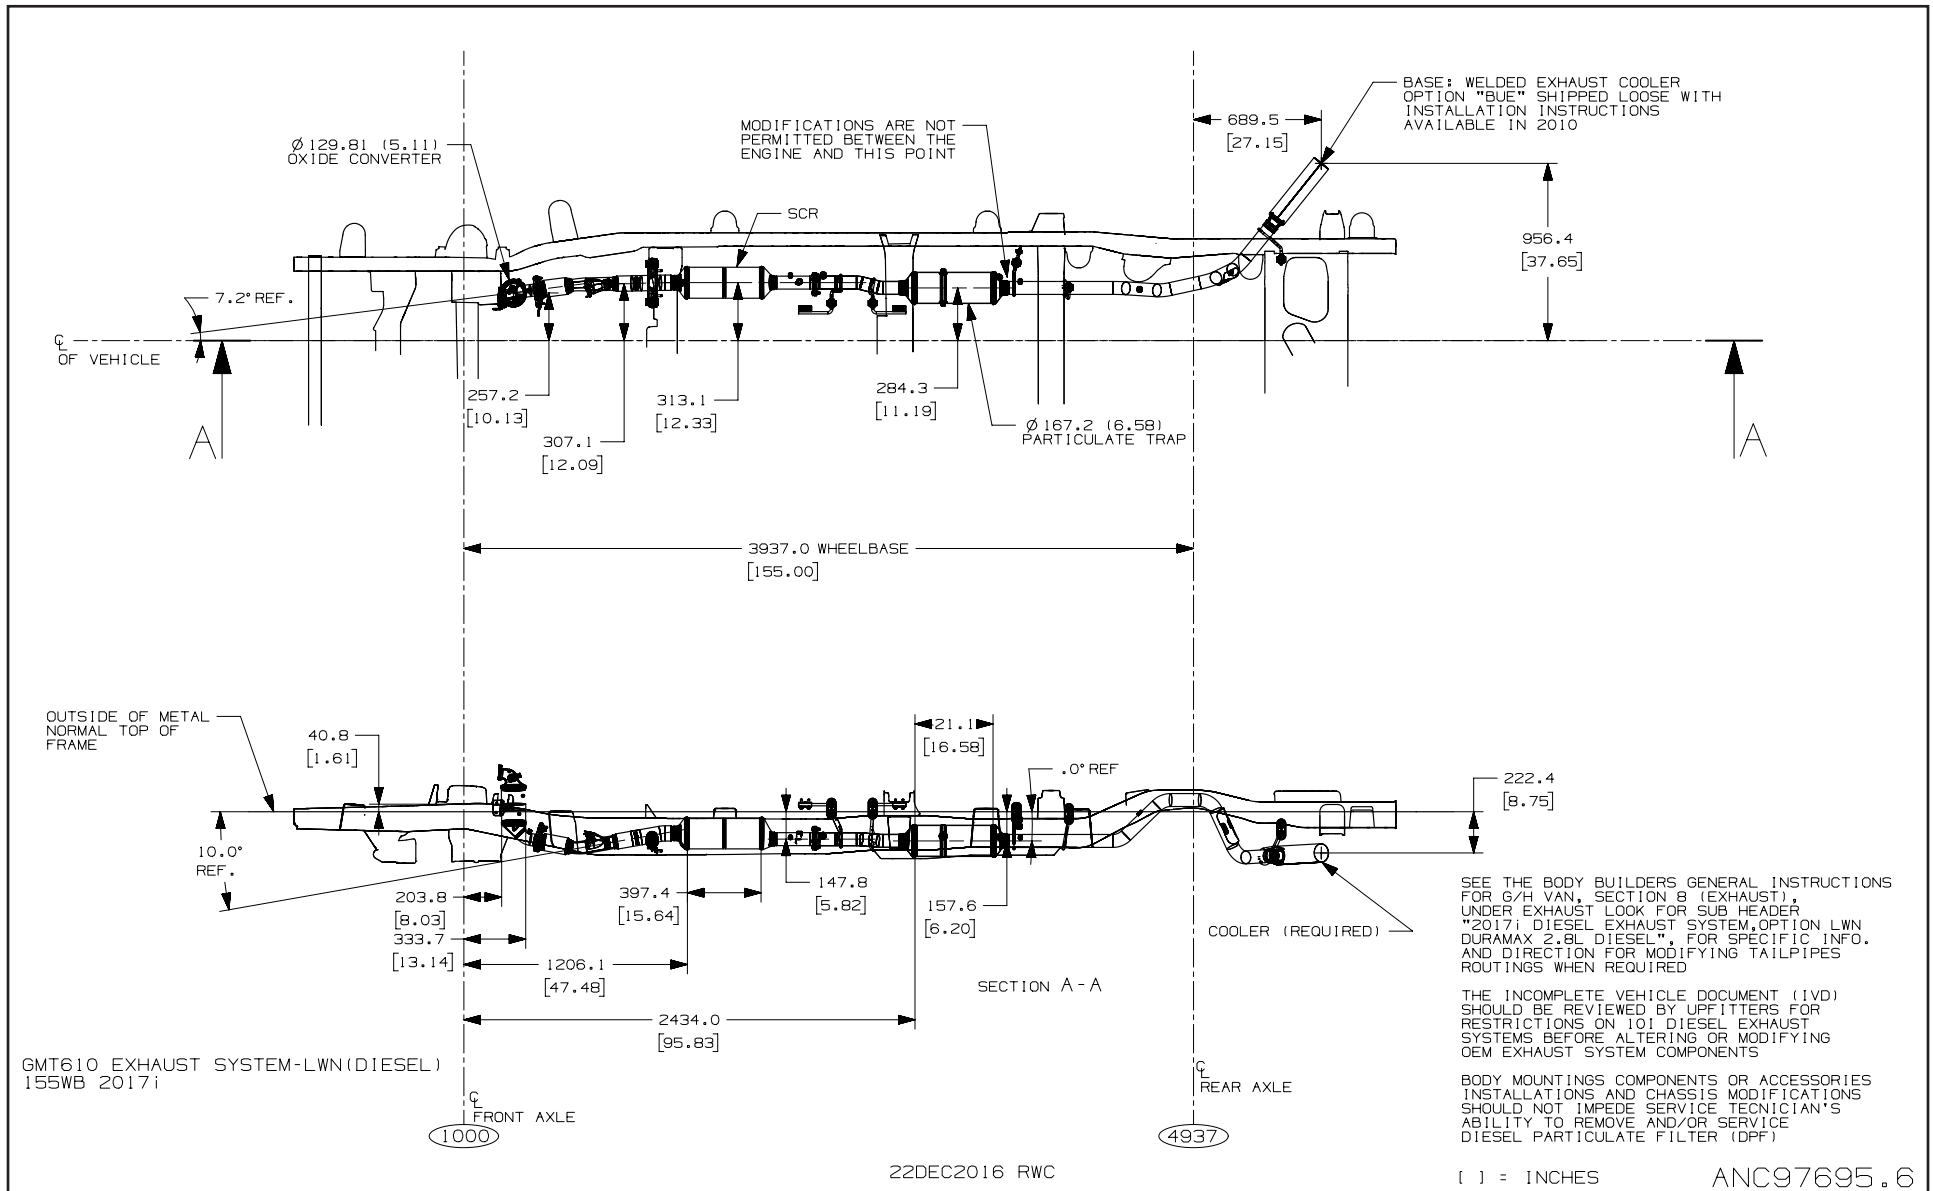 BASE: WELDED EXHAUST COOLER
OPTION "BUE" SHIPPED LOOSE WITH
INSTALLATION INSTRUCTIONS
AVAILABLE IN 2010
689.5
[27.15]
MODIFICATIONS ARE NOT
PERMITTED BETWEEN THE
ENGINE AND THIS POINT
Ø129.81 (5.11)
OXIDE CONVERTER
SCR
956.4
[37.65]
7.2° REF.
℄
OF VEHICLE
257.2
[10.13]
307.1
[12.09]
313.1
[12.33]
284.3
[11.19]
Ø167.2 (6.58)
PARTICULATE TRAP
A
A
3937.0 WHEELBASE
[155.00]
OUTSIDE OF METAL
NORMAL TOP OF
FRAME
40.8
[1.61]
421.1
[16.58]
.0° REF
222.4
[8.75]
10.0°
REF.
203.8
[8.03]
333.7
[13.14]
397.4
[15.64]
147.8
[5.82]
157.6
[6.20]
COOLER (REQUIRED)
1206.1
[47.48]
SECTION A-A
2434.0
[95.83]
SEE THE BODY BUILDERS GENERAL INSTRUCTIONS
FOR G/H VAN, SECTION 8 (EXHAUST),
UNDER EXHAUST LOOK FOR SUB HEADER
"2017i DIESEL EXHAUST SYSTEM,OPTION LWN
DURAMAX 2.8L DIESEL", FOR SPECIFIC INFO.
AND DIRECTION FOR MODIFYING TAILPIPES
ROUTINGS WHEN REQUIRED
THE INCOMPLETE VEHICLE DOCUMENT (IVD)
SHOULD BE REVIEWED BY UPFITTERS FOR
RESTRICTIONS ON 10I DIESEL EXHAUST
SYSTEMS BEFORE ALTERING OR MODIFYING
OEM EXHAUST SYSTEM COMPONENTS
BODY MOUNTINGS COMPONENTS OR ACCESSORIES
INSTALLATIONS AND CHASSIS MODIFICATIONS
SHOULD NOT IMPEDE SERVICE TECNICIAN'S
ABILITY TO REMOVE AND/OR SERVICE
DIESEL PARTICULATE FILTER (DPF)
GMT610 EXHAUST SYSTEM-LWN(DIESEL)
155WB 2017i
℄
FRONT AXLE
1000
℄
REAR AXLE
4937
22DEC2016 RWC
[ ] = INCHES
ANC97695.6